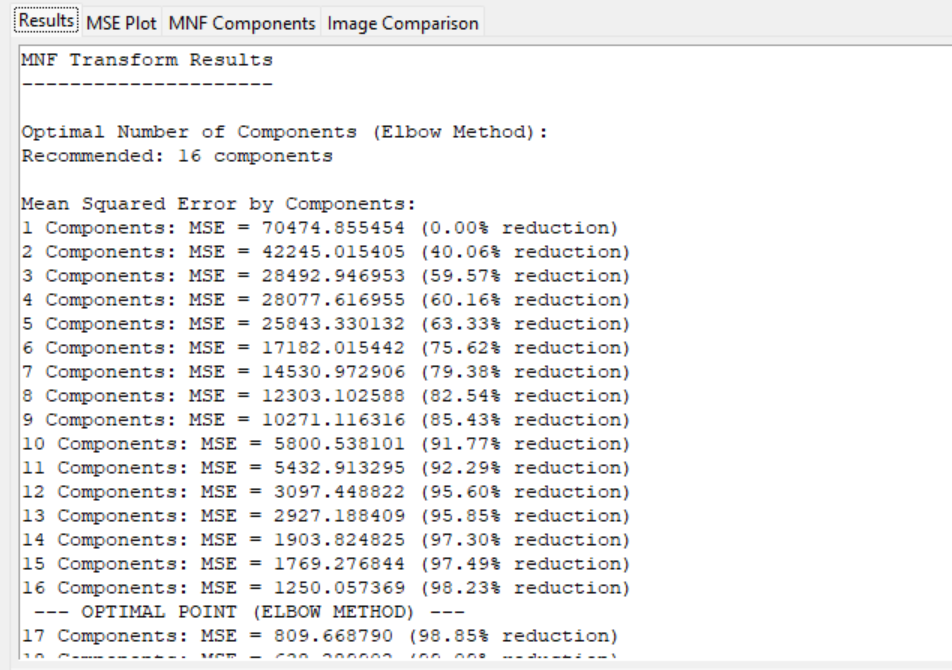 Results MSE Plot MNF Components Image Comparison
MNF Transform Results
---------------------
Optimal Number of Components (Elbow Method):
Recommended: 16 components
Mean Squared Error by Components:
1 Components: MSE = 70474.855454 (0.00% reduction)
2 Components: MSE = 42245.015405 (40.06% reduction)
3 Components: MSE = 28492.946953 (59.57% reduction)
4 Components: MSE = 28077.616955 (60.16% reduction)
5 Components: MSE = 25843.330132 (63.33% reduction)
6 Components: MSE = 17182.015442 (75.62% reduction)
7 Components: MSE = 14530.972906 (79.38% reduction)
8 Components: MSE = 12303.102588 (82.54% reduction)
9 Components: MSE = 10271.116316 (85.43% reduction)
10 Components: MSE = 5800.538101 (91.77% reduction)
11 Components: MSE = 5432.913295 (92.29% reduction)
12 Components: MSE = 3097.448822 (95.60% reduction)
13 Components: MSE = 2927.188409 (95.85% reduction)
14 Components: MSE = 1903.824825 (97.30% reduction)
15 Components: MSE = 1769.276844 (97.49% reduction)
16 Components: MSE = 1250.057369 (98.23% reduction)
--- OPTIMAL POINT (ELBOW METHOD) ---
17 Components: MSE = 809.668790 (98.85% reduction)